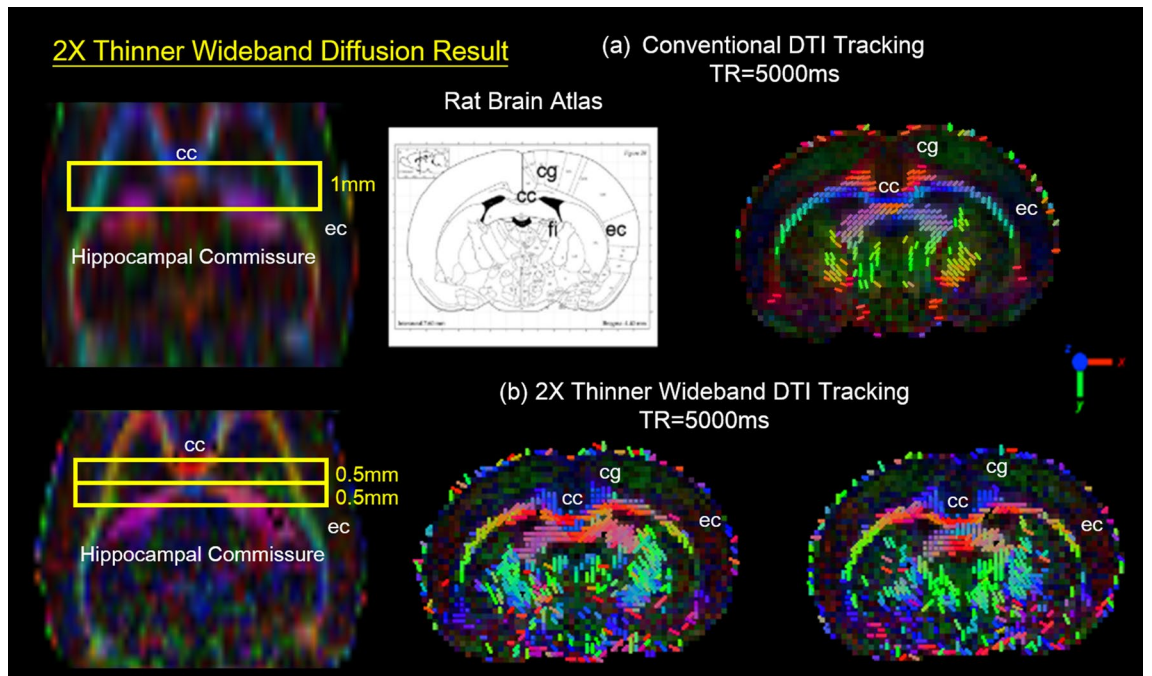 2X Thinner Wideband Diffusion Result
(a) Conventional DTI Tracking
TR=5000ms
Rat Brain Atlas
cc
1mm
ec
Hippocampal Commissure
cg
cc
fi
ec
cg
cc
ec
z
x
y
(b) 2X Thinner Wideband DTI Tracking
TR=5000ms
cc
0.5mm
0.5mm
ec
Hippocampal Commissure
cg
cc
ec
cg
cc
ec